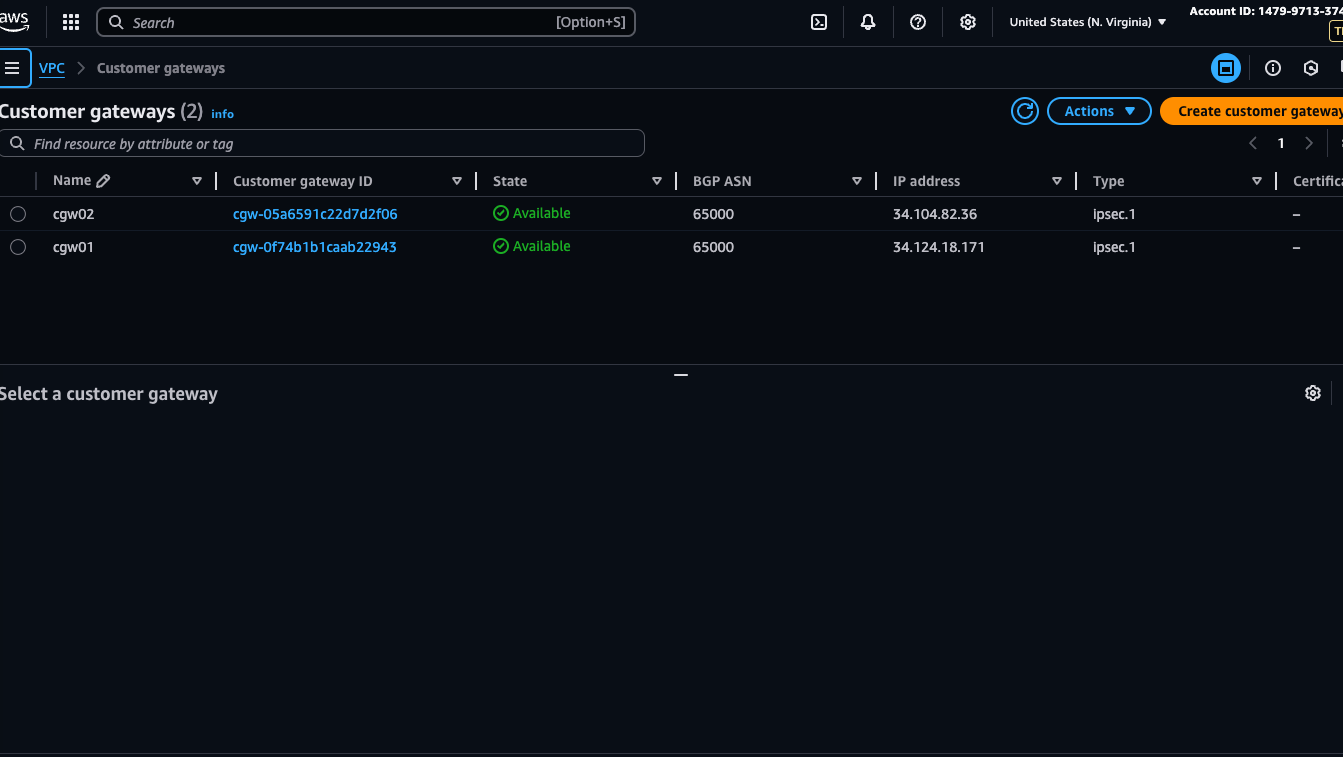 aws
Search [Option+S] United States (N. Virginia) Account ID: 1479-9713-374
VPC Customer gateways
Customer gateways (2) info Actions Create customer gateway
Find resource by attribute or tag 1
Name Customer gateway ID State BGP ASN IP address Type Certifica
cgw02 cgw-05a6591c22d7d2f06 Available 65000 34.104.82.36 ipsec.1 –
cgw01 cgw-0f74b1b1caab22943 Available 65000 34.124.18.171 ipsec.1 –
Select a customer gateway